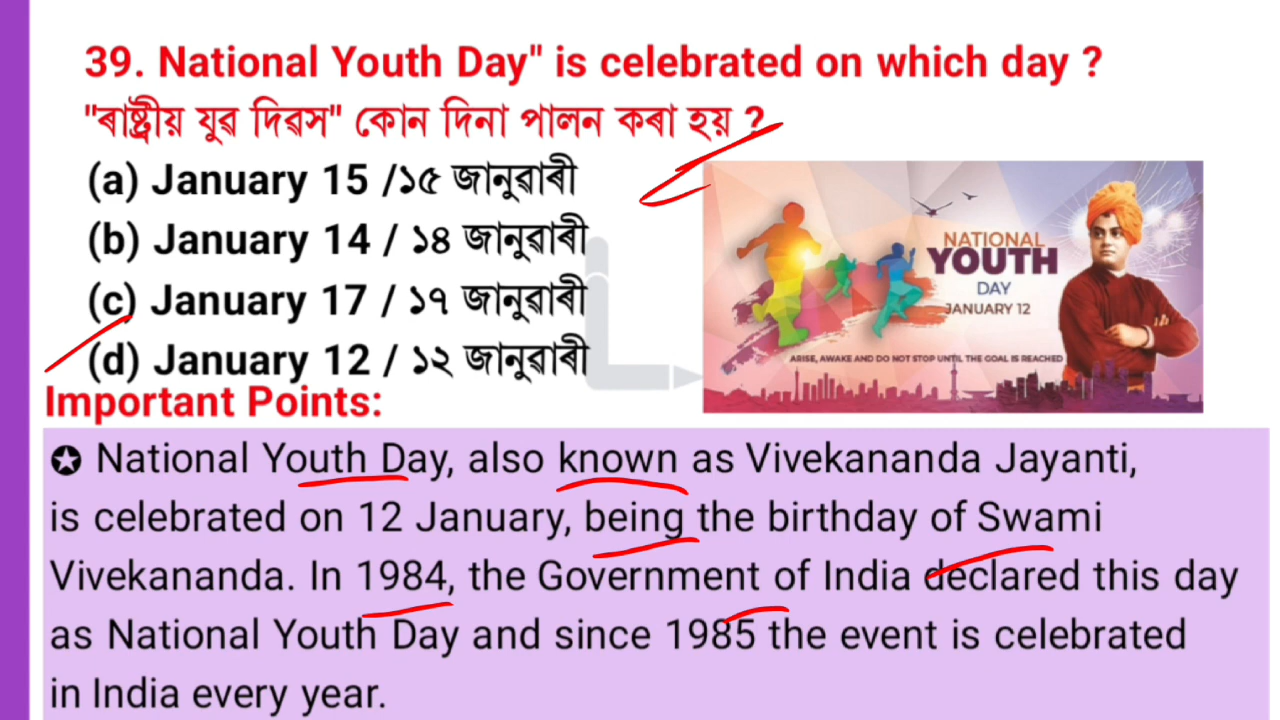 39. National Youth Day" is celebrated on which day ?
"ৰাষ্ট্ৰীয় যুৱ দিৱস" কোন দিনা পালন কৰা হয় ?
(a) January 15 /১৫ জানুৱাৰী
(b) January 14 / ১৪ জানুৱাৰী
(c) January 17 / ১৭ জানুৱাৰী
(d) January 12 / ১২ জানুৱাৰী
NATIONAL
YOUTH
DAY
JANUARY 12
ARISE, AWAKE AND DO NOT STOP UNTIL THE GOAL IS REACHED
Important Points:
✪ National Youth Day, also known as Vivekananda Jayanti,
is celebrated on 12 January, being the birthday of Swami
Vivekananda. In 1984, the Government of India declared this day
as National Youth Day and since 1985 the event is celebrated
in India every year.